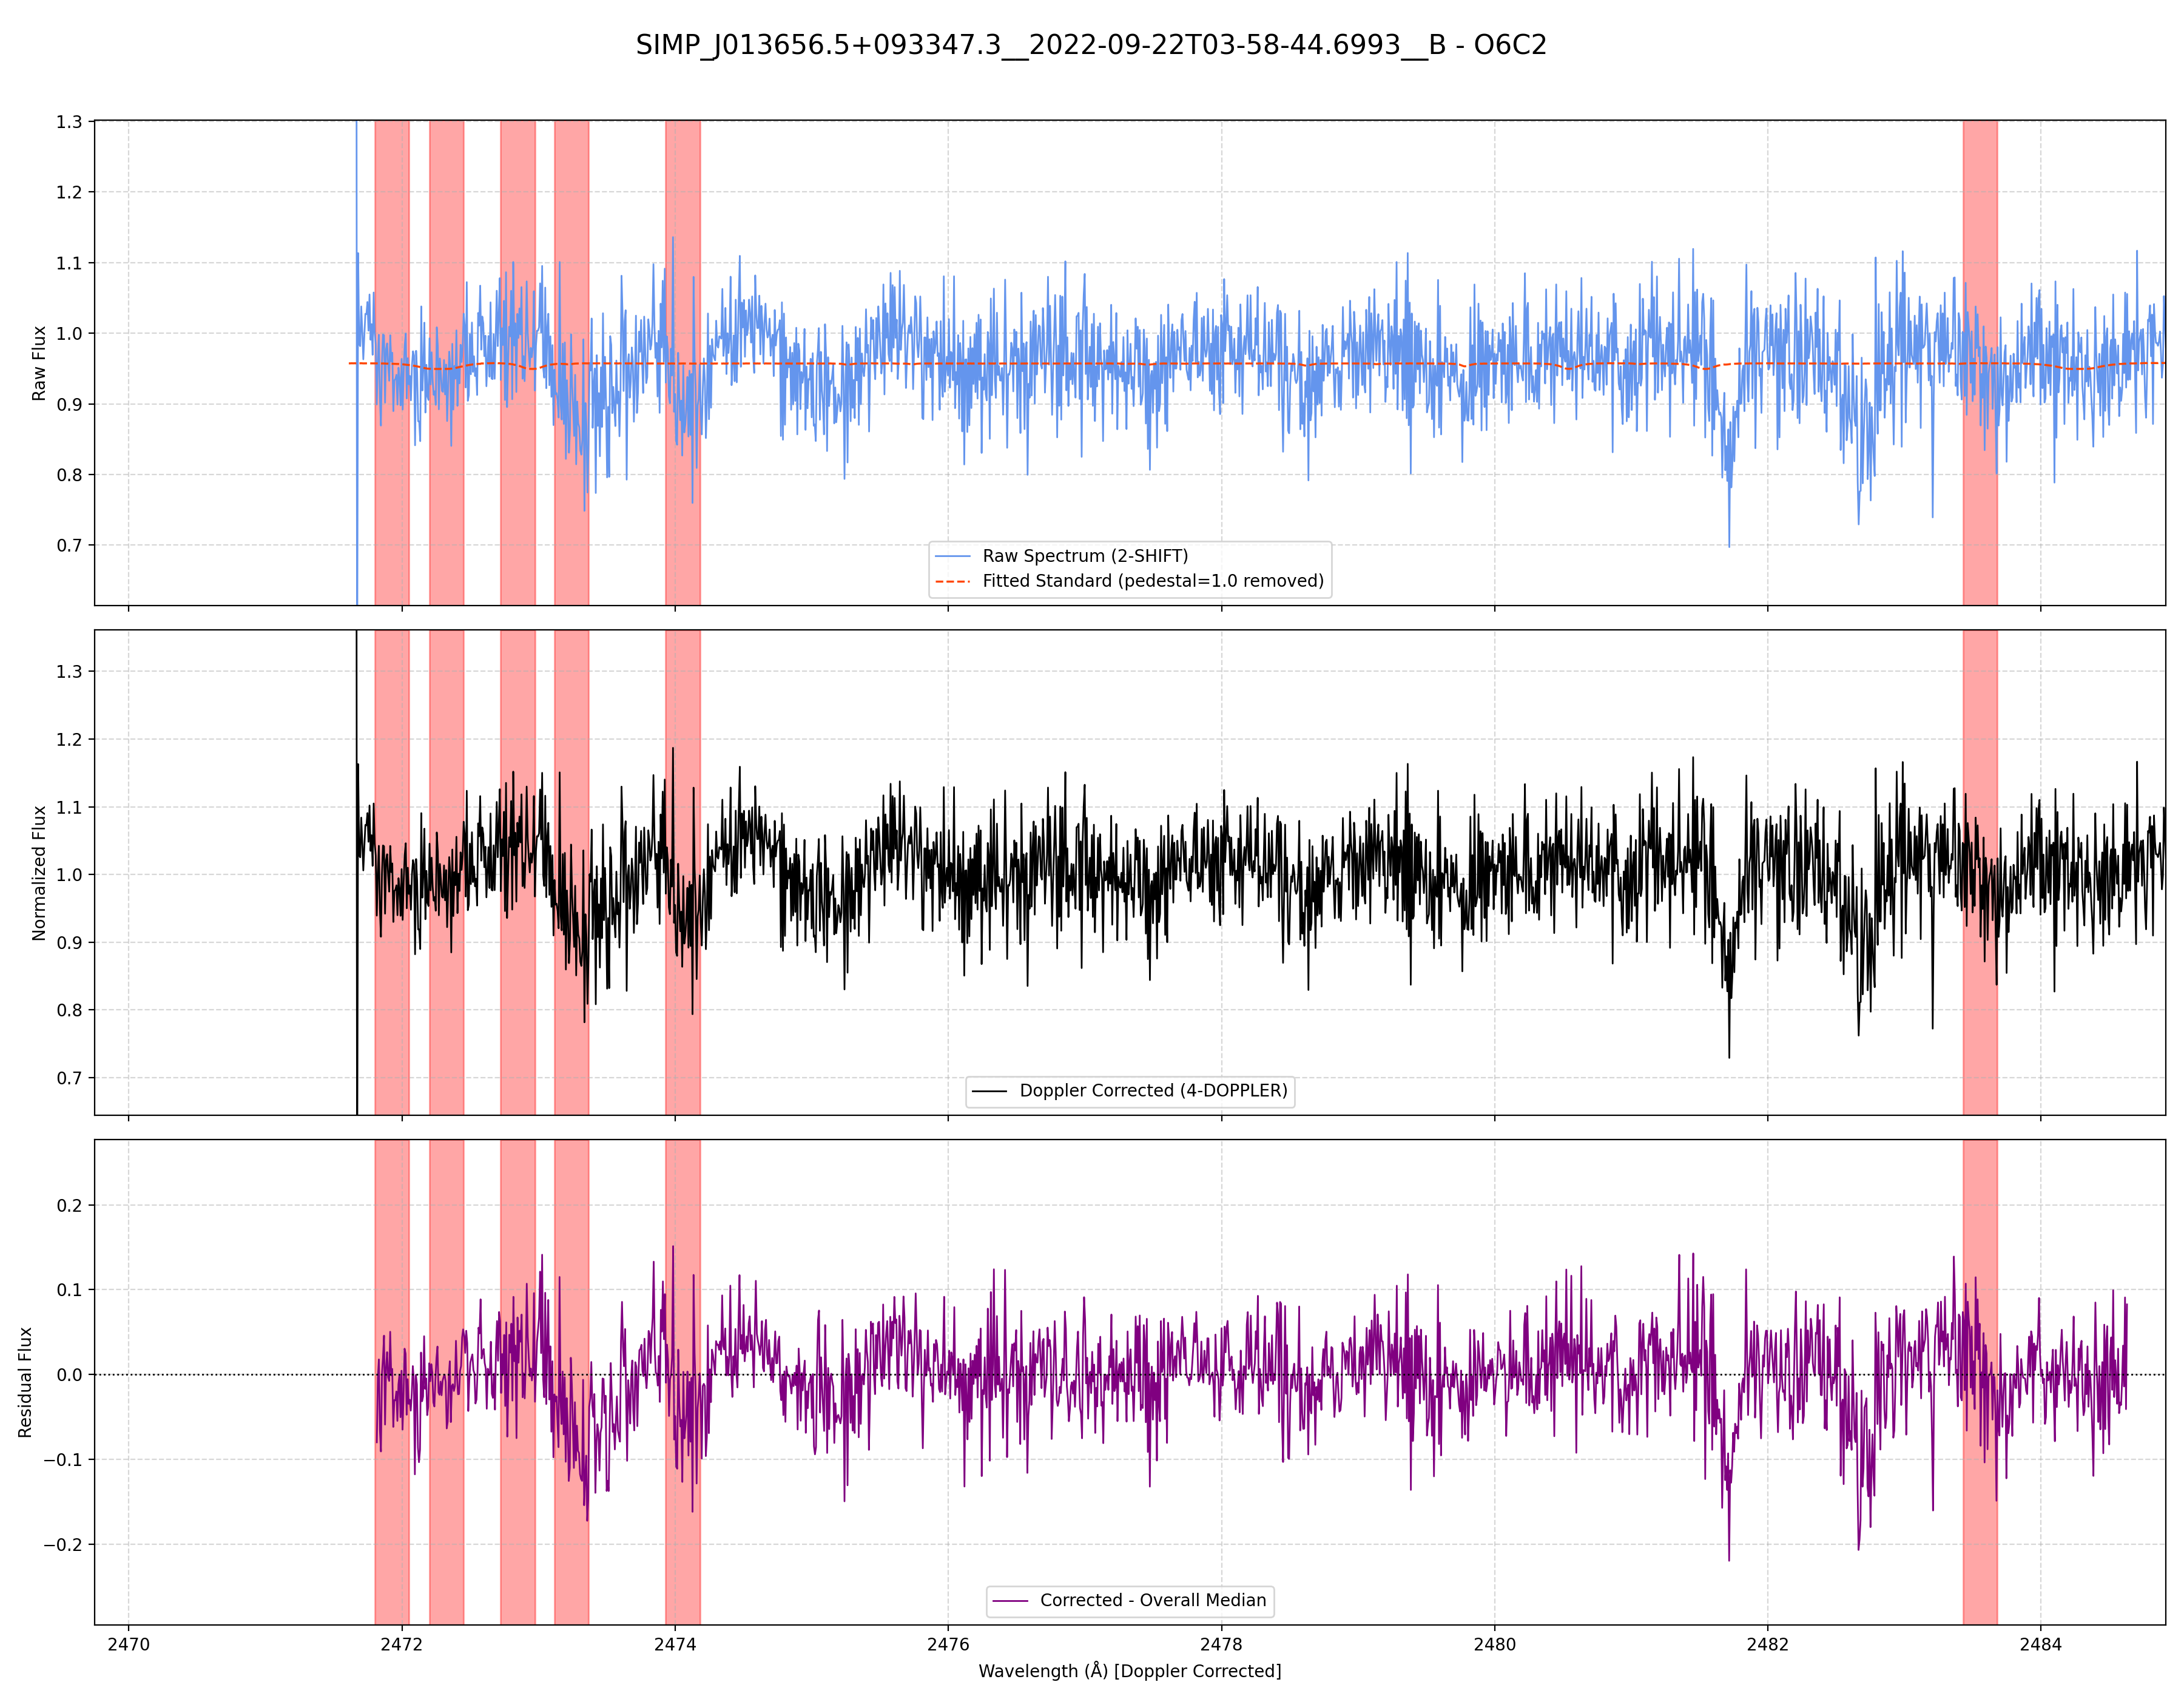 SIMP_J013656.5+093347.3__2022-09-22T03-58-44.6993__B - O6C2
1.3
1.2
1.1
1.0
0.9
0.8
0.7
Raw Flux
Raw Spectrum (2-SHIFT)
Fitted Standard (pedestal=1.0 removed)
1.3
1.2
1.1
1.0
0.9
0.8
0.7
Normalized Flux
Doppler Corrected (4-DOPPLER)
0.2
0.1
0.0
−0.1
−0.2
Residual Flux
Corrected - Overall Median
2470 2472 2474 2476 2478 2480 2482 2484
Wavelength (Å) [Doppler Corrected]